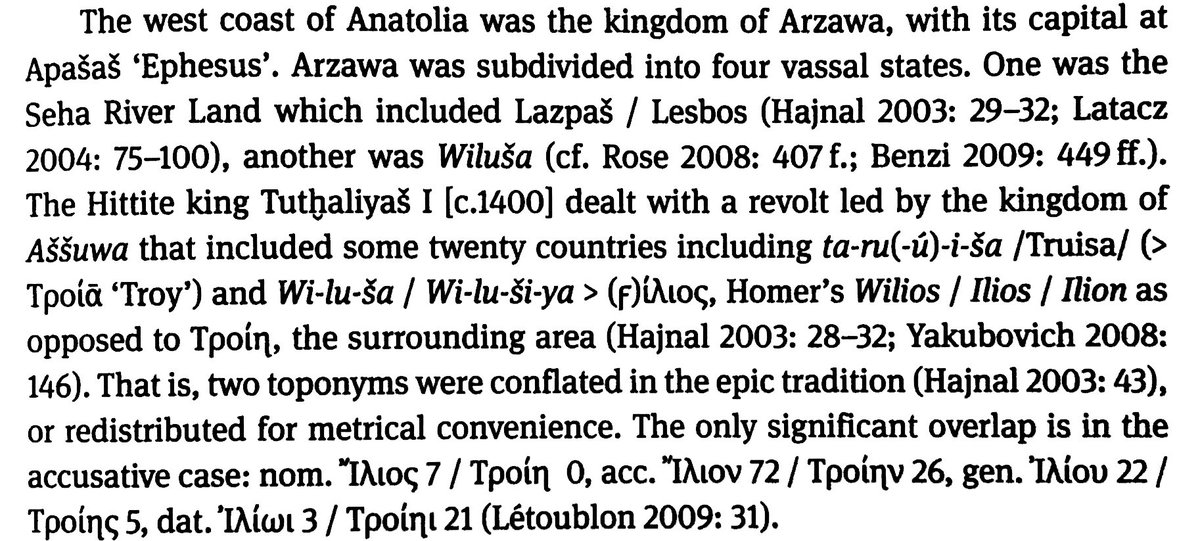 The west coast of Anatolia was the kingdom of Arzawa, with its capital at
Apašaš ‘Ephesus’. Arzawa was subdivided into four vassal states. One was the
Seha River Land which included Lazpaš / Lesbos (Hajnal 2003: 29–32; Latacz
2004: 75–100), another was Wiluša (cf. Rose 2008: 407 f.; Benzi 2009: 449 ff.).
The Hittite king Tutḫaliyaš I [c.1400] dealt with a revolt led by the kingdom of
Aššuwa that included some twenty countries including ta-ru(-ú)-i-ša /Truisa/ (>
Τροίᾱ ‘Troy’) and Wi-lu-ša / Wi-lu-ši-ya > (ϝ)ίλιος, Homer’s Wilios / Ilios / Ilion as
opposed to Τροίη, the surrounding area (Hajnal 2003: 28–32; Yakubovich 2008:
146). That is, two toponyms were conflated in the epic tradition (Hajnal 2003: 43),
or redistributed for metrical convenience. The only significant overlap is in the
accusative case: nom. Ἴλιος 7 / Τροίη 0, acc. Ἴλιον 72 / Τροίην 26, gen. Ἰλίου 22 /
Τροίης 5, dat. Ἰλίωι 3 / Τροίηι 21 (Létoublon 2009: 31).